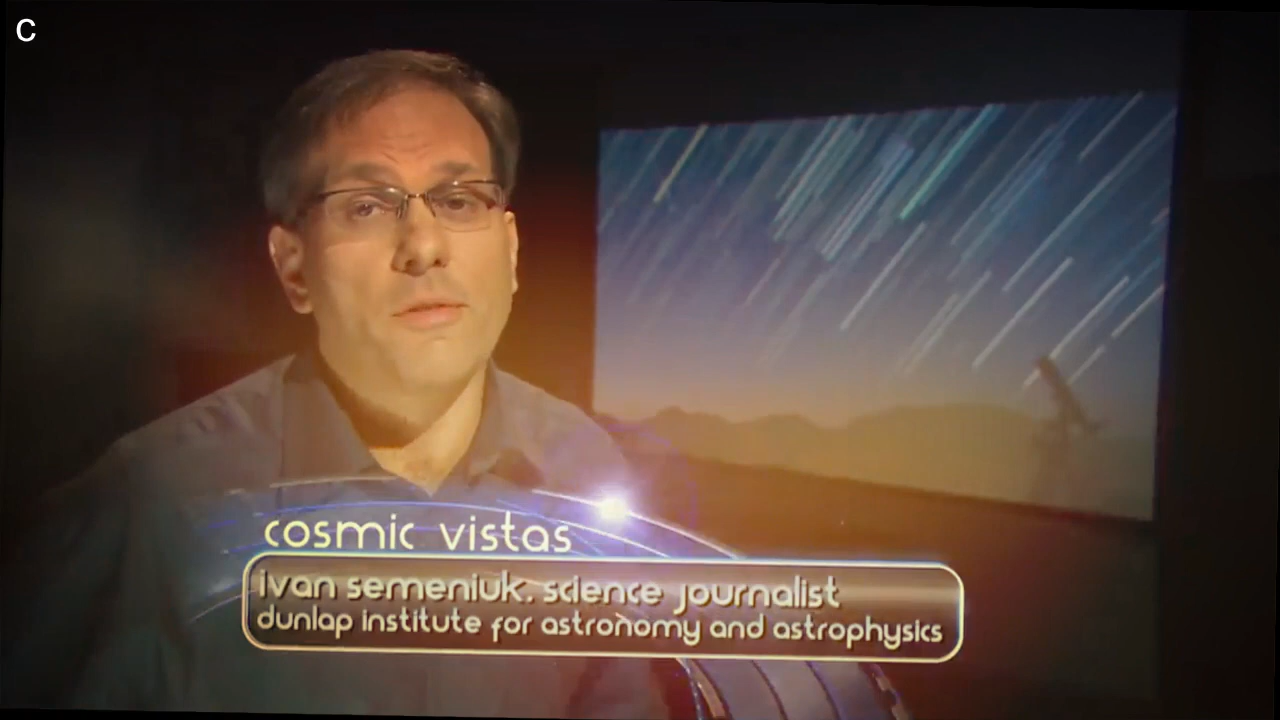 C
cosmic vistas
ivan semeniuk. science journalist
dunlap institute for astronomy and astrophysics